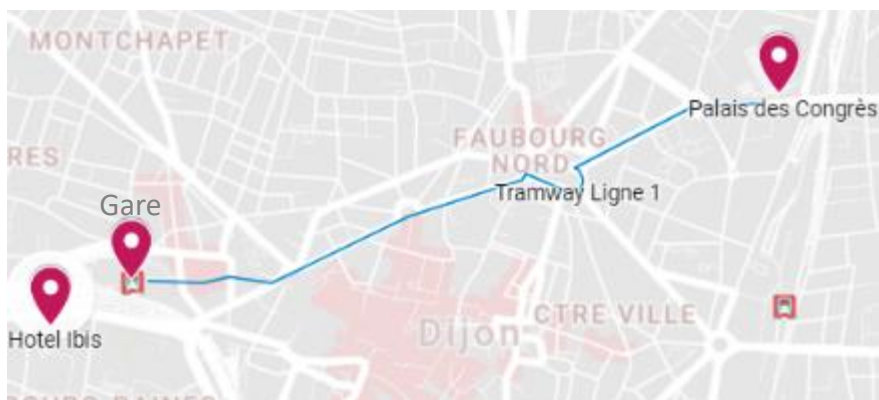 MONTCHAPET
Palais des Congrès
FAUBOURG
NORD
RES
Tramway Ligne 1
Gare
CTRE VILLE
Dijon
Hotel Ibis